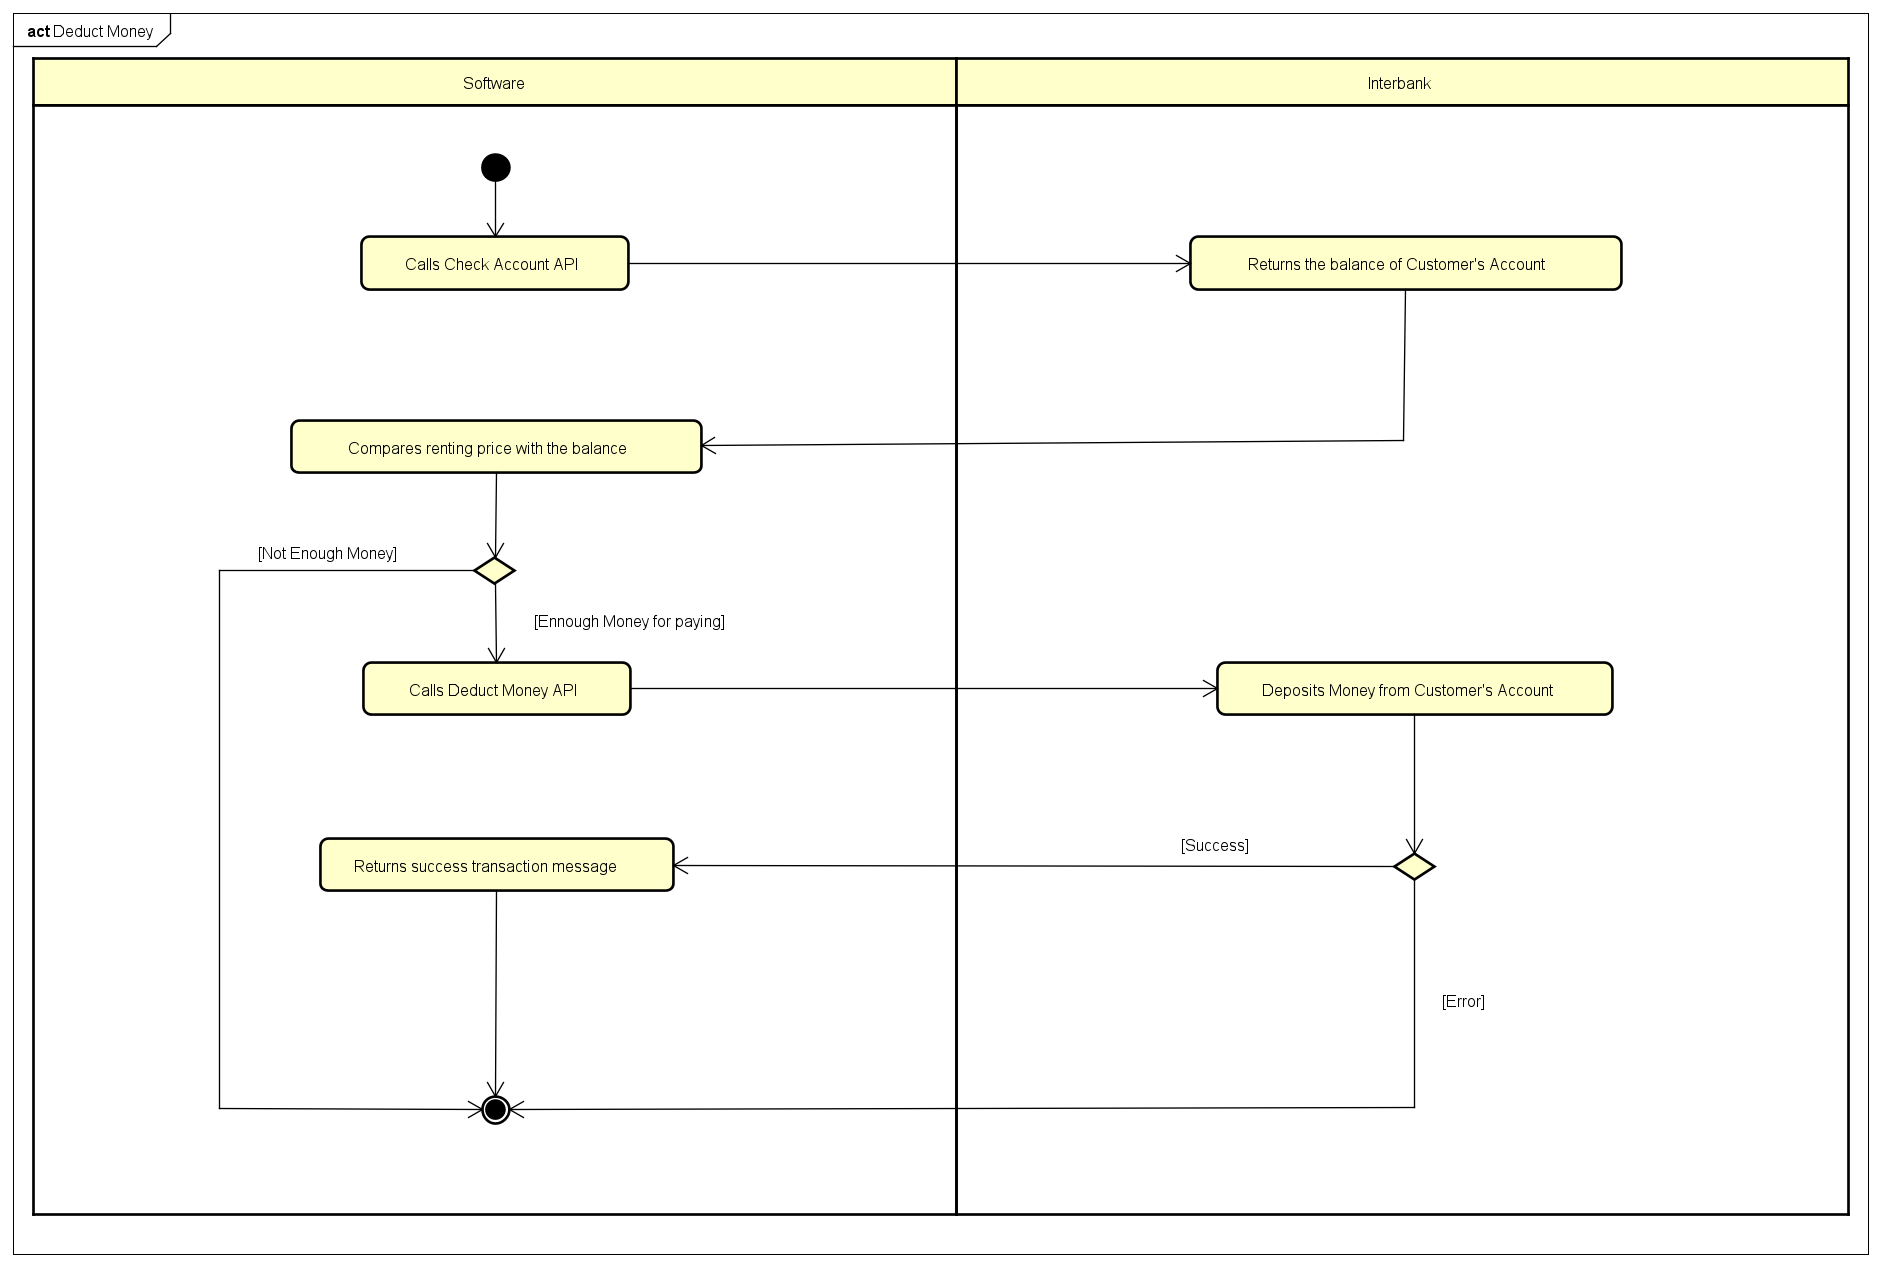 act Deduct Money
Software
Interbank
Calls Check Account API
Returns the balance of Customer's Account
Compares renting price with the balance
[Not Enough Money]
[Ennough Money for paying]
Calls Deduct Money API
Deposits Money from Customer's Account
[Success]
Returns success transaction message
[Error]